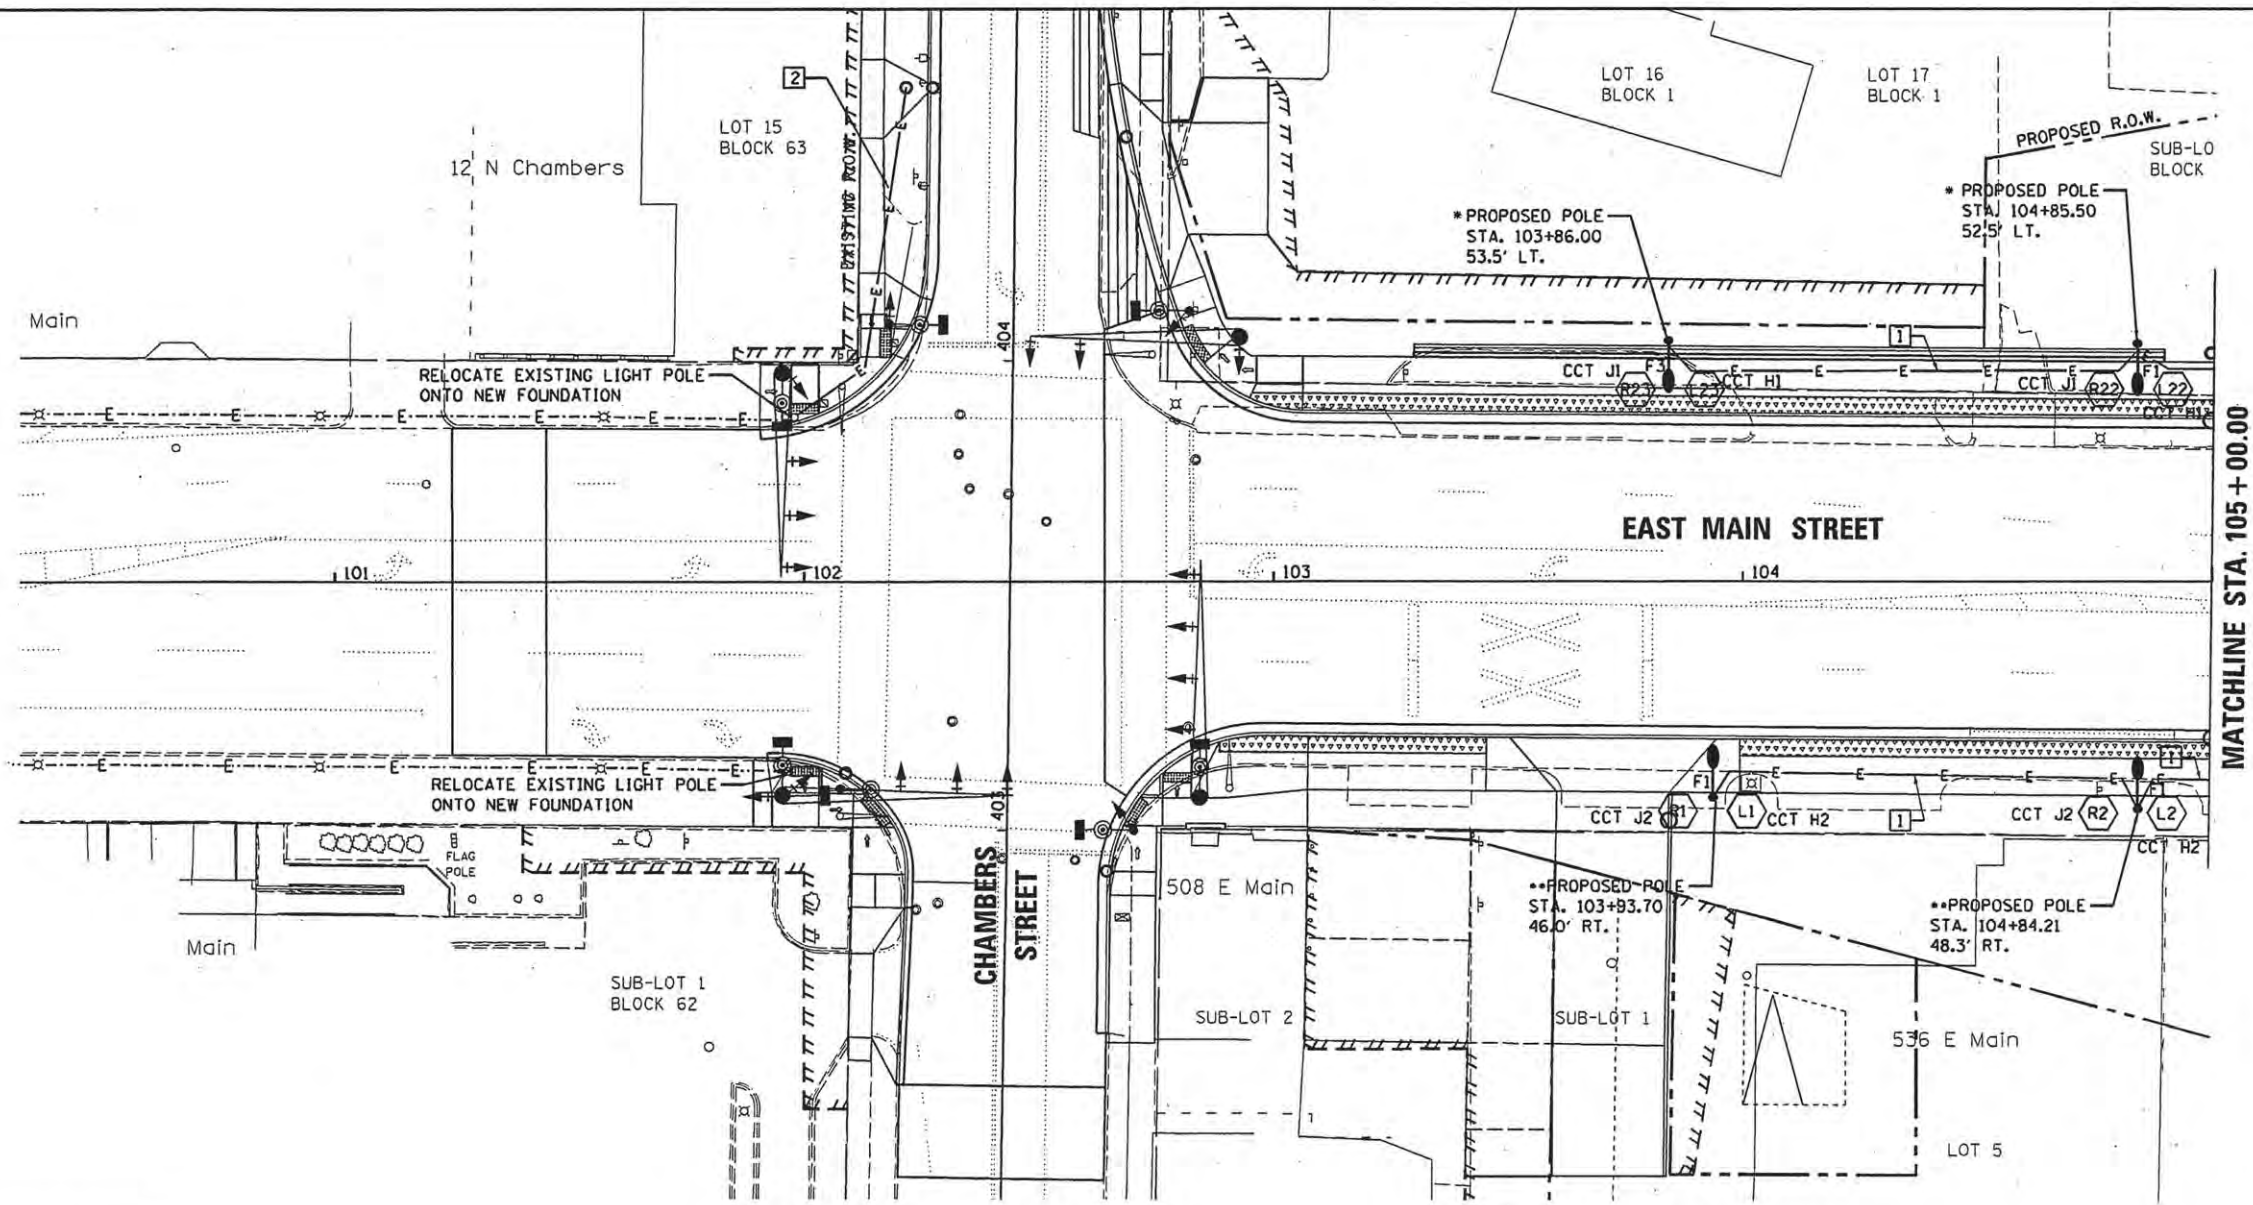 2
LOT 15
BLOCK 63
12 N Chambers
EXISTING R.O.W.
LOT 16
BLOCK 1
LOT 17
BLOCK 1
PROPOSED R.O.W.
SUB-LO
BLOCK
* PROPOSED POLE
STA. 104+85.50
52.5' LT.
* PROPOSED POLE
STA. 103+86.00
53.5' LT.
Main
404
1
RELOCATE EXISTING LIGHT POLE
ONTO NEW FOUNDATION
CCT J1
F3
R23
L23
CCT H1
CCT J1
F1
R22
L22
CCT H1
E E E E E
E E E E E
EAST MAIN STREET
MATCHLINE STA. 105+00.00
101
102
103
104
E E E E E
RELOCATE EXISTING LIGHT POLE
ONTO NEW FOUNDATION
403
F1
E E E E E
1
F1
CCT J2
R1
L1
CCT H2
1
CCT J2
R2
L2
CCT H2
FLAG
POLE
CHAMBERS
STREET
508 E Main
**PROPOSED POLE
STA. 103+93.70
46.0' RT.
**PROPOSED POLE
STA. 104+84.21
48.3' RT.
Main
SUB-LOT 1
BLOCK 62
SUB-LOT 2
SUB-LOT 1
536 E Main
LOT 5